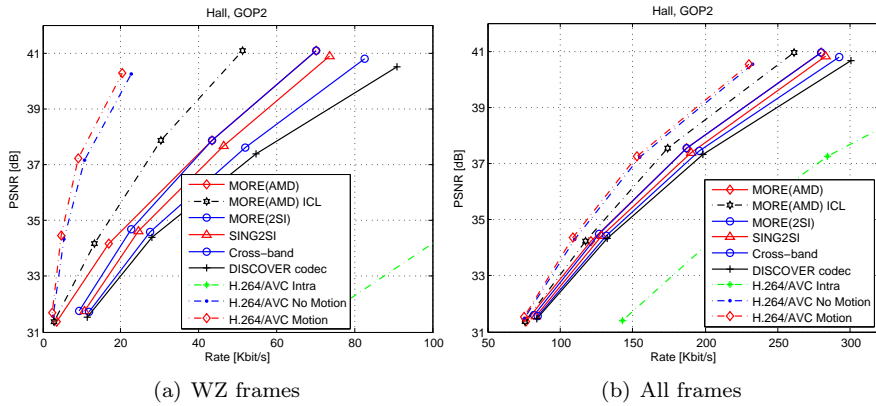 Hall, GOP2
41
39
37
35
33
31
PSNR [dB]
0 20 40 60 80 100
Rate [Kbit/s]
MORE(AMD)
MORE(AMD) ICL
MORE(2SI)
SING2SI
Cross−band
DISCOVER codec
H.264/AVC Intra
H.264/AVC No Motion
H.264/AVC Motion
(a) WZ frames
Hall, GOP2
41
39
37
35
33
31
PSNR [dB]
50 100 150 200 250 300
Rate [Kbit/s]
MORE(AMD)
MORE(AMD) ICL
MORE(2SI)
SING2SI
Cross−band
DISCOVER codec
H.264/AVC Intra
H.264/AVC No Motion
H.264/AVC Motion
(b) All frames